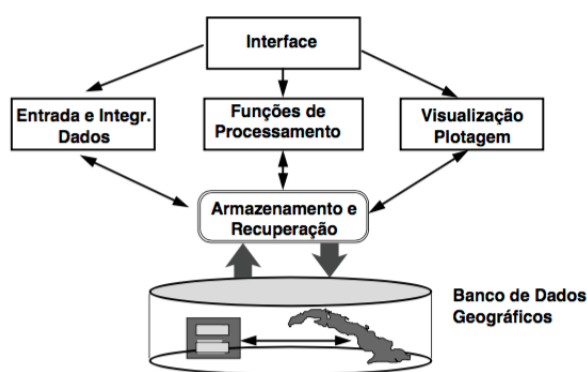 Interface
Entrada e Integr.
Dados
Funções de
Processamento
Visualização
Plotagem
Armazenamento e
Recuperação
Banco de Dados
Geográficos